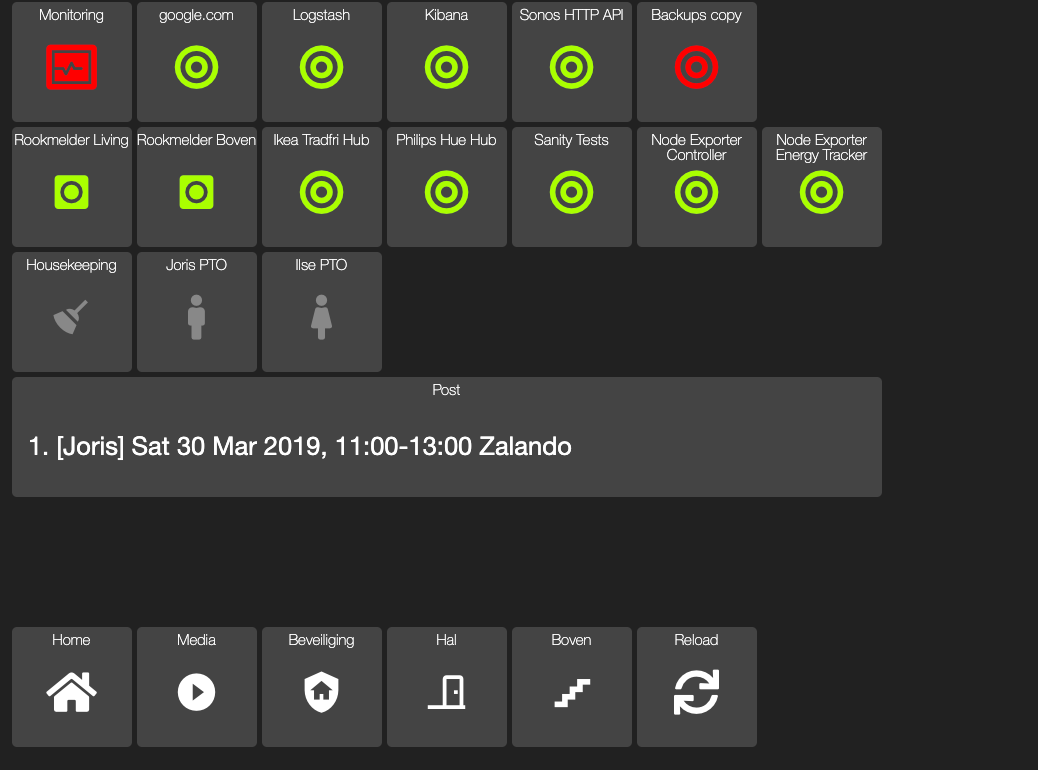 Monitoring
google.com
Logstash
Kibana
Sonos HTTP API
Backups copy
Rookmelder Living
Rookmelder Boven
Ikea Tradfri Hub
Philips Hue Hub
Sanity Tests
Node Exporter
Controller
Node Exporter
Energy Tracker
Housekeeping
Joris PTO
Ilse PTO
Post
1. [Joris] Sat 30 Mar 2019, 11:00-13:00 Zalando
Home
Media
Beveiliging
Hal
Boven
Reload